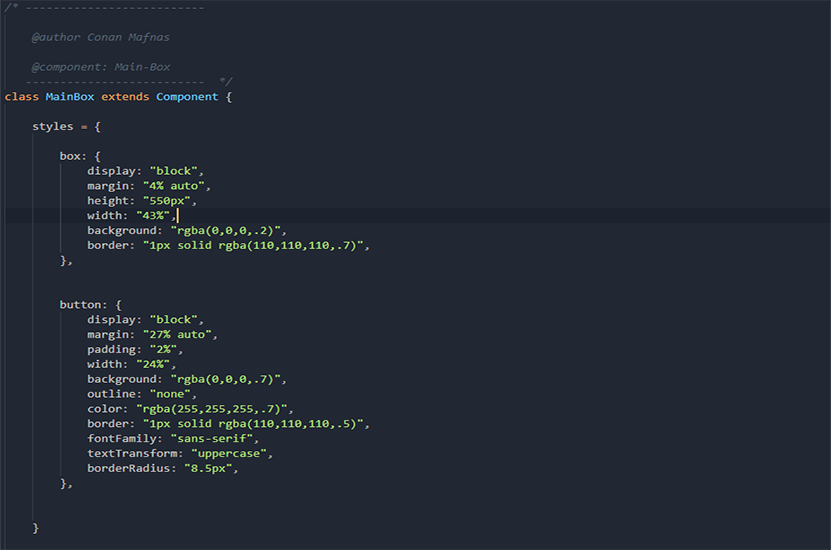 /* --------------------------
@author Conan Mafnas
@component: Main-Box
-------------------------- */
class MainBox extends Component {
styles = {
box: {
display: "block",
margin: "4% auto",
height: "550px",
width: "43%",
background: "rgba(0,0,0,.2)",
border: "1px solid rgba(110,110,110,.7)",
},
button: {
display: "block",
margin: "27% auto",
padding: "2%",
width: "24%",
background: "rgba(0,0,0,.7)",
outline: "none",
color: "rgba(255,255,255,.7)",
border: "1px solid rgba(110,110,110,.5)",
fontFamily: "sans-serif",
textTransform: "uppercase",
borderRadius: "8.5px",
},
}